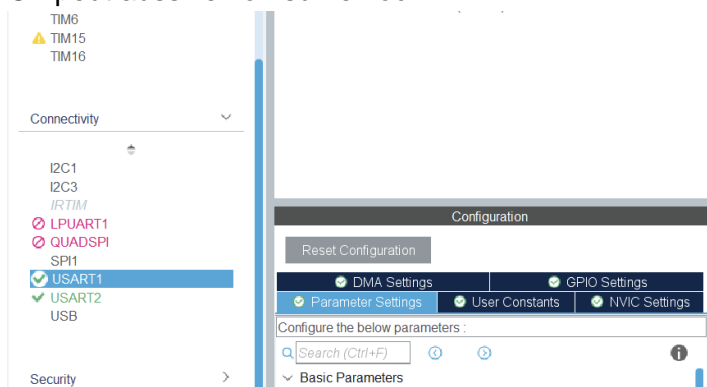 TIM6
TIM15
TIM16
Connectivity
I2C1
I2C3
IRTIM
LPUART1
QUADSPI
SPI1
USART1
USART2
USB
Security
Configuration
Reset Configuration
DMA Settings
GPIO Settings
Parameter Settings
User Constants
NVIC Settings
Configure the below parameters :
Search (Ctrl+F)
Basic Parameters